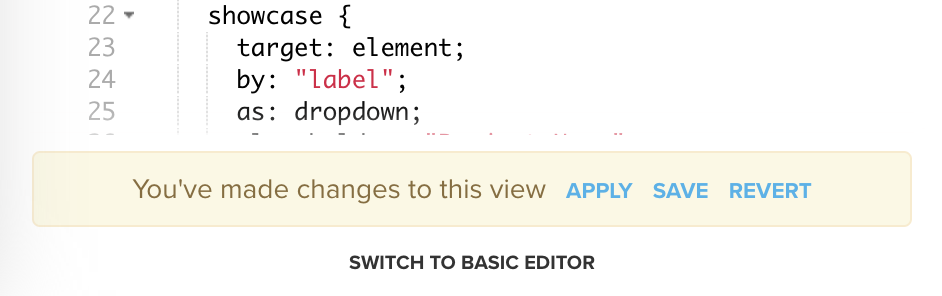 22 showcase {
23 target: element;
24 by: "label";
25 as: dropdown;
You've made changes to this view APPLY SAVE REVERT
SWITCH TO BASIC EDITOR